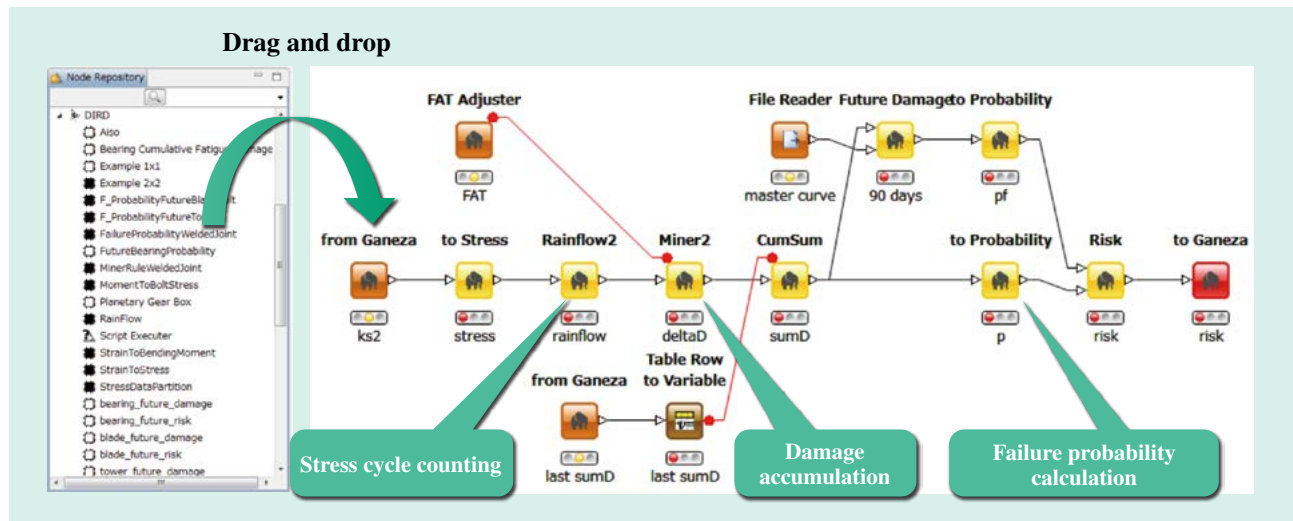 Drag and drop
Node Repository
DIRD
Aiso
Bearing Cumulative Fatigue Damage
Example 1x1
Example 2x2
F_ProbabilityFutureBla
F_ProbabilityFutureTo
FailureProbabilityWeldedJoint
FutureBearingProbability
MinerRuleWeldedJoint
MomentToBoltStress
Planetary Gear Box
RainFlow
Script Executer
StrainToBendingMoment
StrainToStress
StressDataPartition
bearing_future_damage
bearing_future_risk
blade_future_damage
blade_future_risk
tower_future_damage
FAT Adjuster
FAT
File Reader
master curve
Future Damage
90 days
to Probability
pf
from Ganeza
ks2
to Stress
stress
Rainflow2
rainflow
Miner2
deltaD
CumSum
sumD
to Probability
p
Risk
risk
to Ganeza
risk
from Ganeza
last sumD
Table Row
to Variable
last sumD
Stress cycle counting
Damage
accumulation
Failure probability
calculation